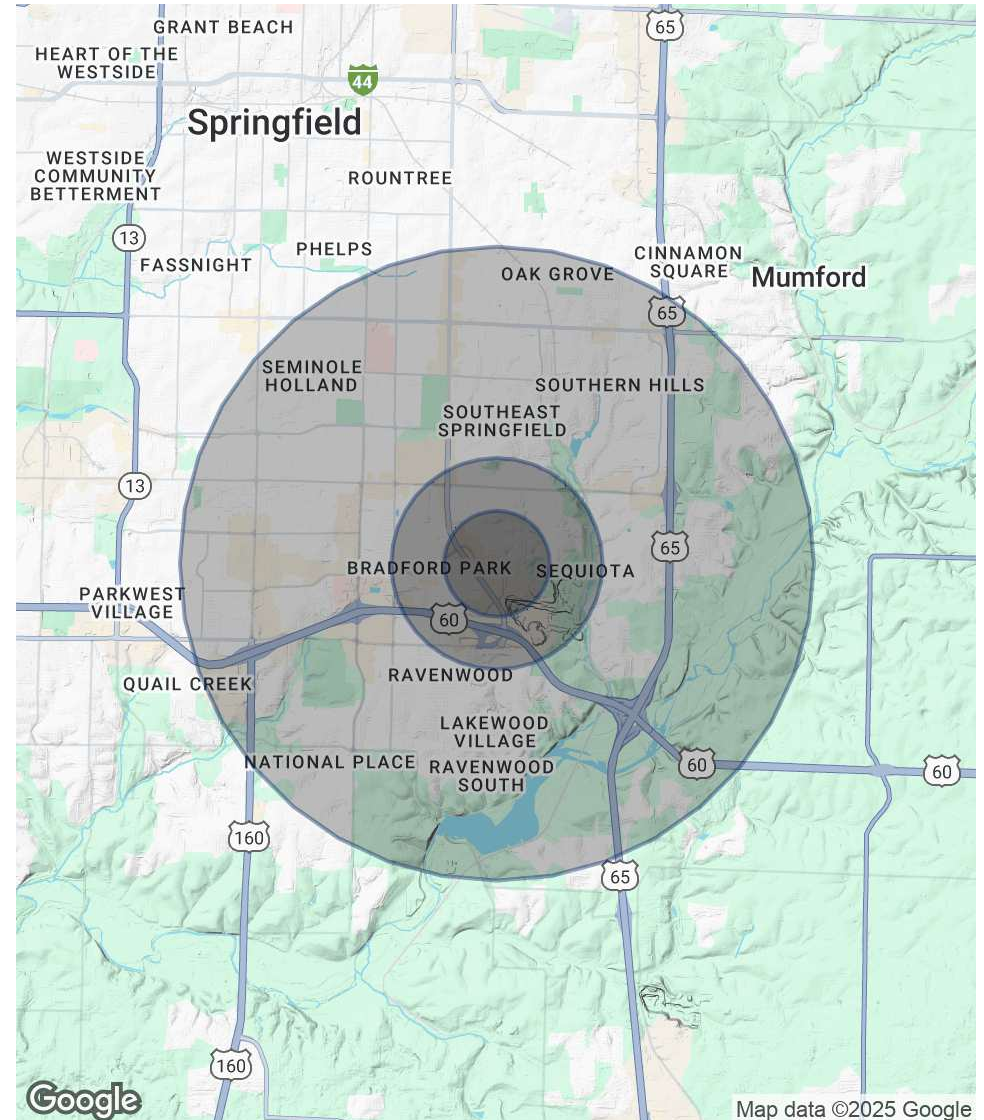 GRANT BEACH
65
HEART OF THE
WESTSIDE
44
Springfield
WESTSIDE
COMMUNITY
BETTERMENT
ROUNTREE
13
PHELPS
FASSNIGHT
CINNAMON
SQUARE
OAK GROVE
Mumford
65
SEMINOLE
HOLLAND
SOUTHERN HILLS
SOUTHEAST
SPRINGFIELD
13
65
BRADFORD PARK
SEQUIOTA
PARKWEST
VILLAGE
60
RAVENWOOD
QUAIL CREEK
LAKEWOOD
VILLAGE
NATIONAL PLACE
RAVENWOOD
SOUTH
60
60
160
65
160
Google
Map data ©2025 Google